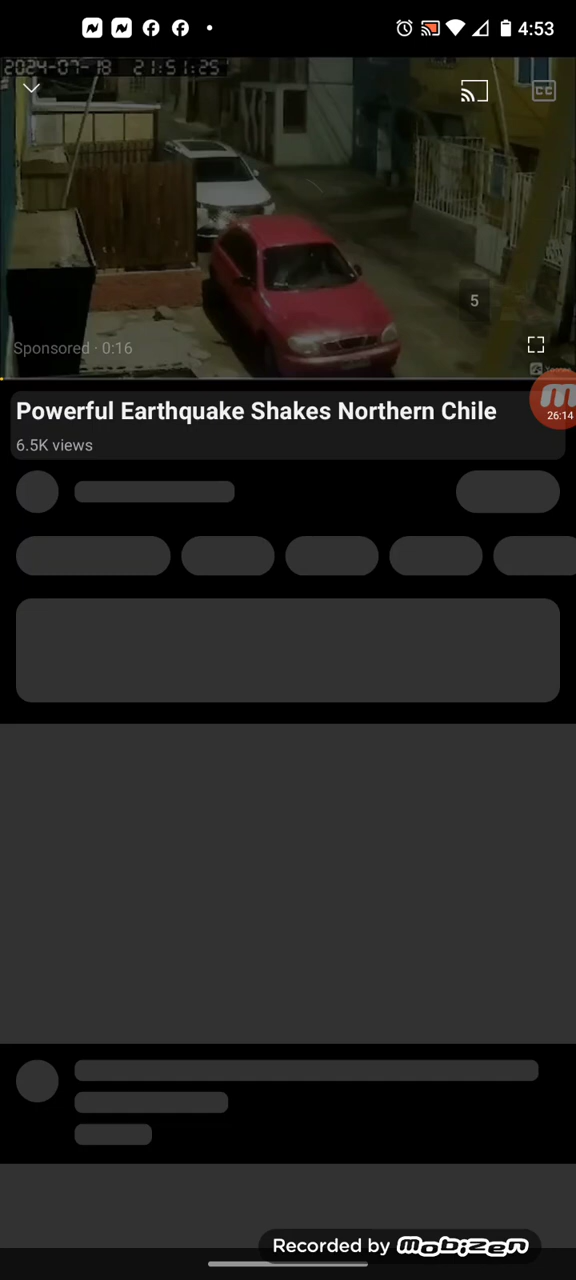 4:53
2024-07-18 21:51:25
CC
5
Sponsored · 0:16
Powerful Earthquake Shakes Northern Chile
6.5K views
26:14
Recorded by mobizen